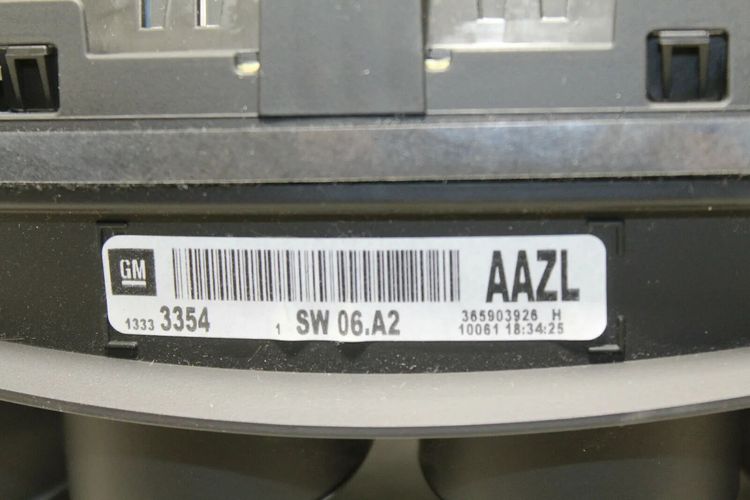 GM
AAZL
1333 3354 1 SW 06.A2
365903926 H
10061 18:34:25